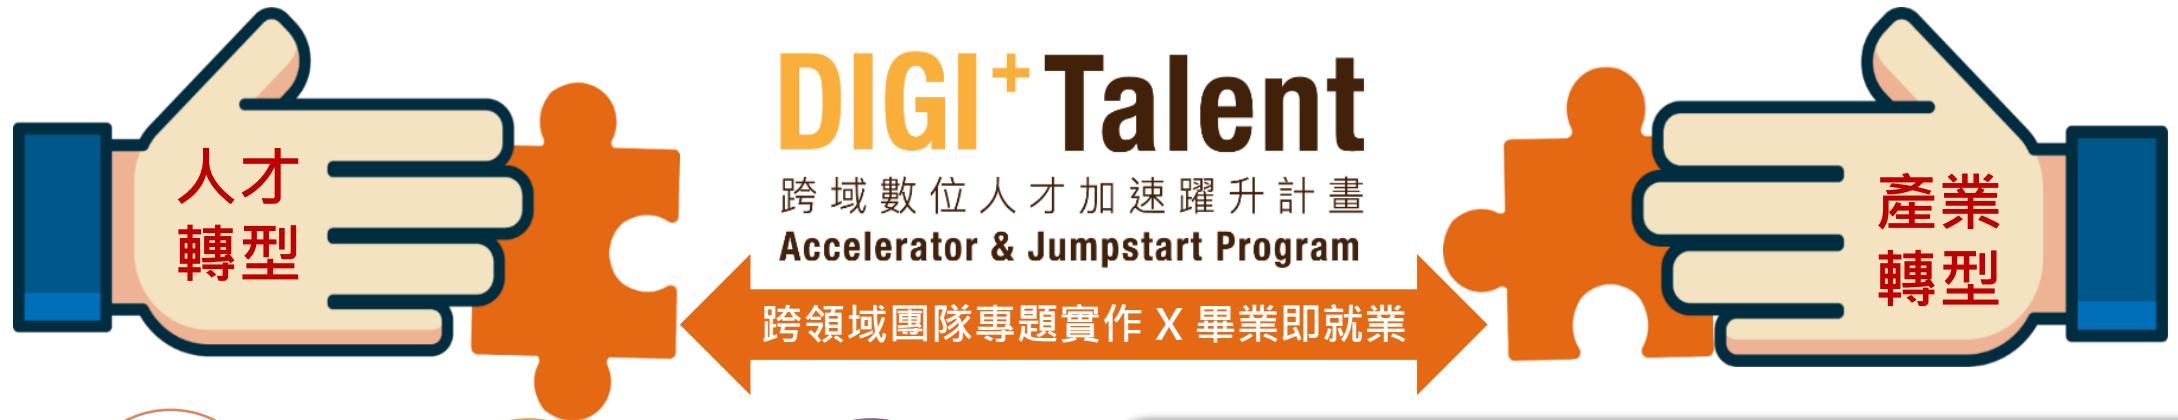 人才
轉型
DIGI+Talent
跨域數位人才加速躍升計畫
Accelerator & Jumpstart Program
跨領域團隊專題實作 X 畢業即就業
產業
轉型